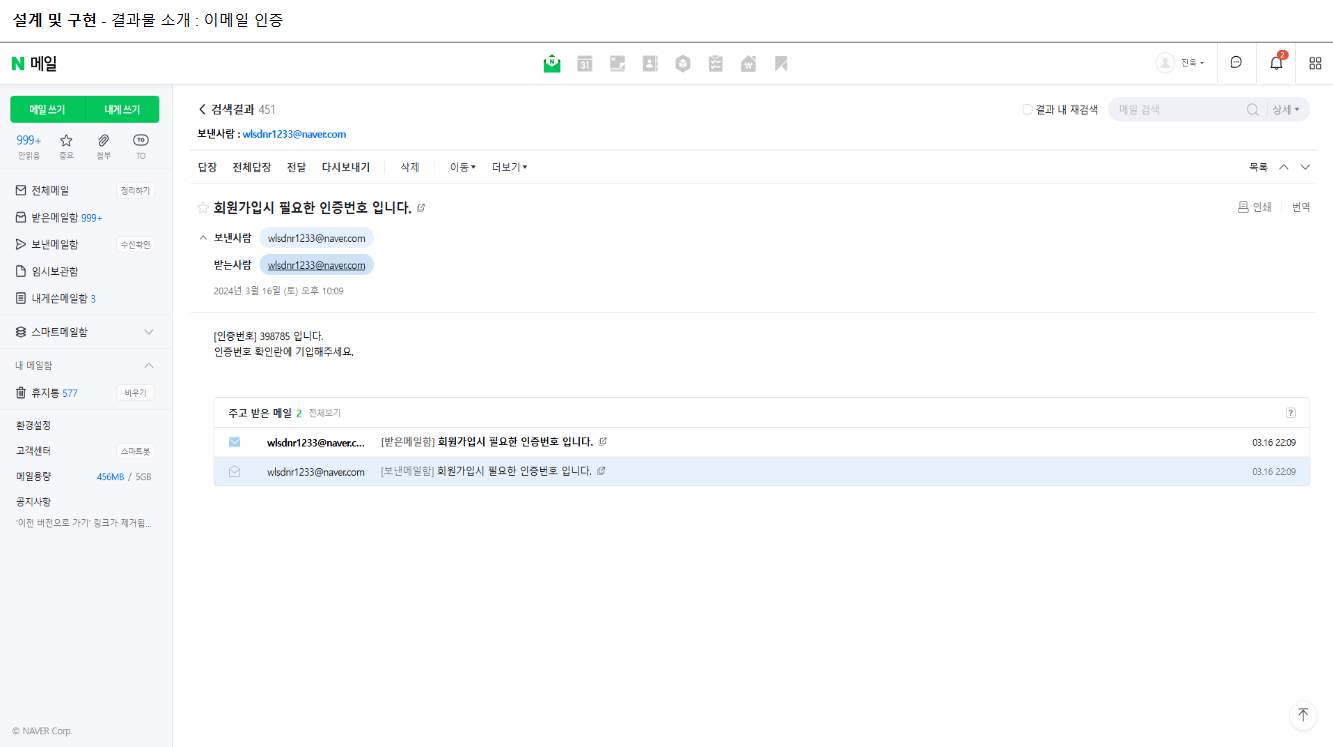 설계 및 구현 - 결과물 소개 : 이메일 인증
N 메일
31
진욱
2
메일 쓰기 내게 쓰기
999+
안읽음 중요 첨부 TO
전체메일 정리하기
받은메일함 999+
보낸메일함 수신확인
임시보관함
내게쓴메일함 3
스마트메일함
내 메일함
휴지통 577 비우기
환경설정
고객센터 스마트봇
메일용량 456MB / 5GB
공지사항
'이전 버전으로 가기' 링크가 제거됩...
© NAVER Corp.
검색결과 451
결과 내 재검색 메일 검색 상세
보낸사람 : wlsdnr1233@naver.com
답장 전체답장 전달 다시보내기 삭제 이동 더보기 목록
회원가입시 필요한 인증번호 입니다.
인쇄 번역
보낸사람 wlsdnr1233@naver.com
받는사람 wlsdnr1233@naver.com
2024년 3월 16일 (토) 오후 10:09
[인증번호] 398785 입니다.
인증번호 확인란에 기입해주세요.
주고 받은 메일 2 전체보기 ?
wlsdnr1233@naver.c... [받은메일함] 회원가입시 필요한 인증번호 입니다. 03.16 22:09
wlsdnr1233@naver.com [보낸메일함] 회원가입시 필요한 인증번호 입니다. 03.16 22:09